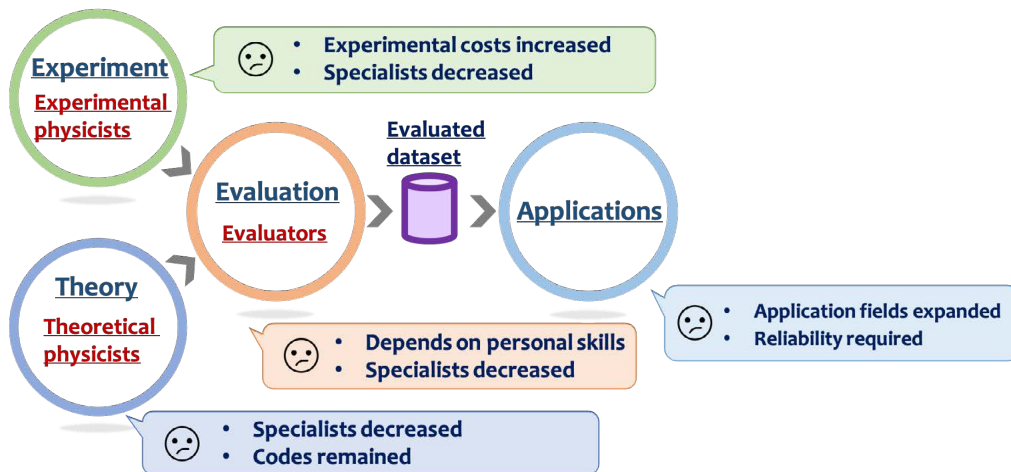 Experiment
Experimental
physicists
• Experimental costs increased
• Specialists decreased
Evaluation
Evaluators
• Depends on personal skills
• Specialists decreased
Evaluated
dataset
Applications
• Application fields expanded
• Reliability required
Theory
Theoretical
physicists
• Specialists decreased
• Codes remained